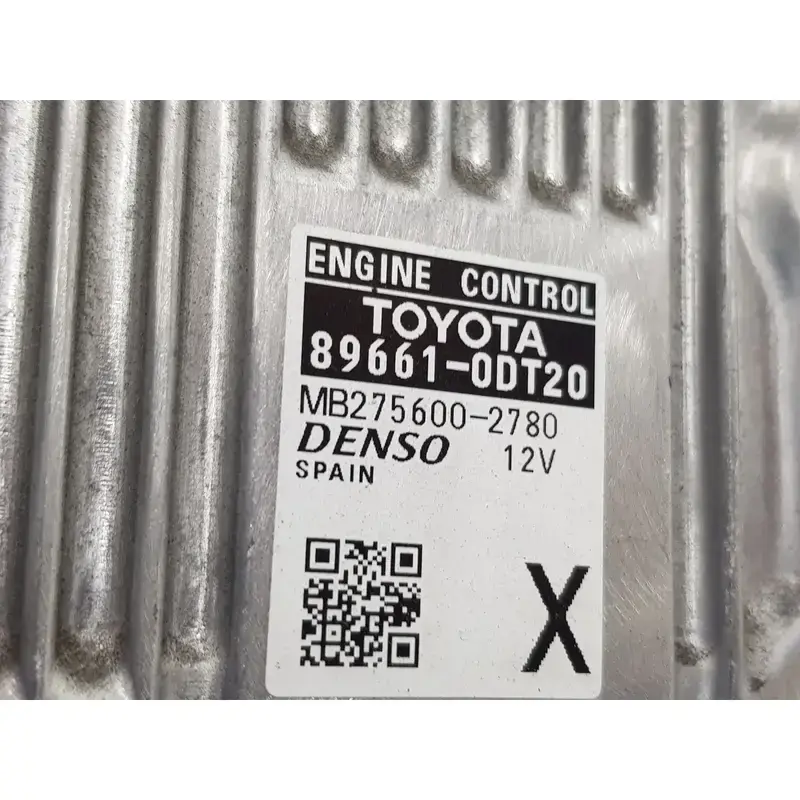 ENGINE CONTROL
TOYOTA
89661-0DT20
MB275600-2780
DENSO 12V
SPAIN
X